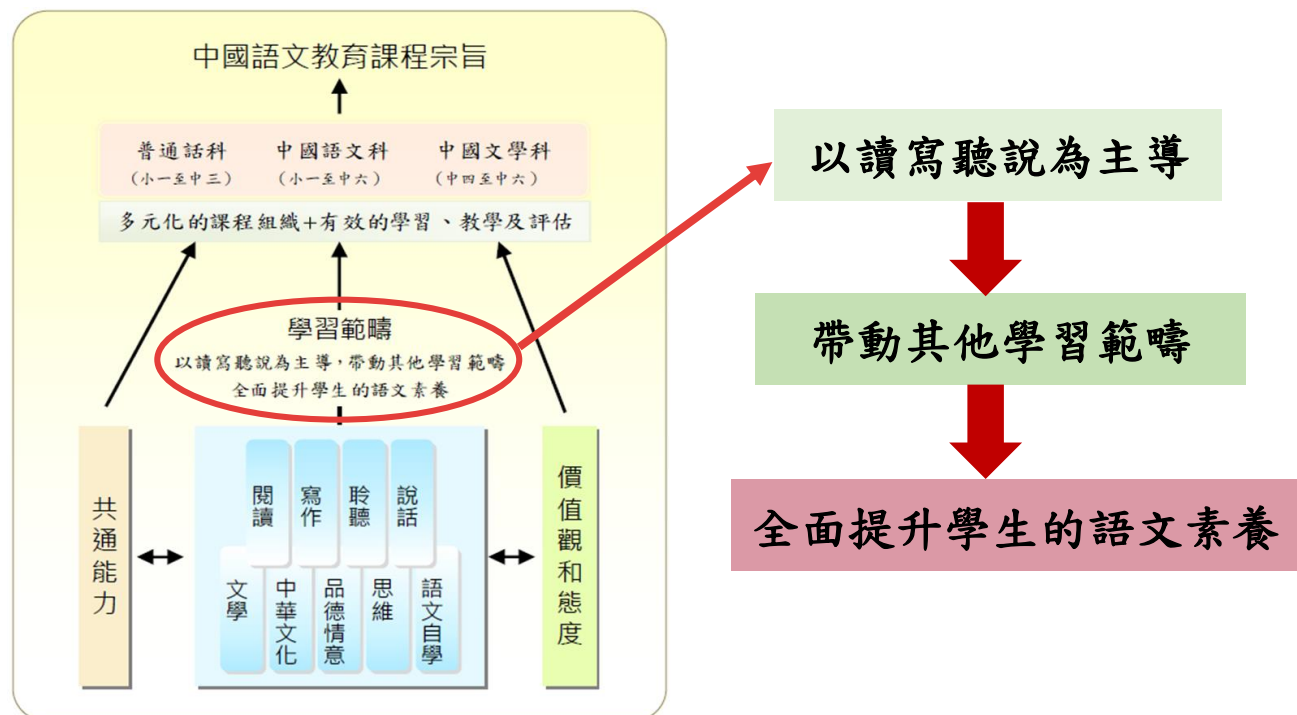 中國語文教育課程宗旨
普通話科 中國語文科 中國文學科
(小一至中三) (小一至中六) (中四至中六)
多元化的課程組織+有效的學習、教學及評估
學習範疇
以讀寫聽說為主導，帶動其他學習範疇
全面提升學生的語文素養
共通能力
閱讀
寫作
聆聽
說話
文學
中華文化
品德情意
思維
語文自學
價值觀和態度
以讀寫聽說為主導
帶動其他學習範疇
全面提升學生的語文素養